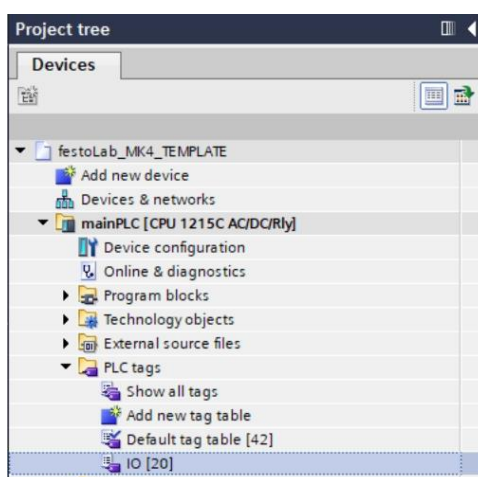 Project tree
Devices
festoLab_MK4_TEMPLATE
Add new device
Devices & networks
mainPLC [CPU 1215C AC/DC/Rly]
Device configuration
Online & diagnostics
Program blocks
Technology objects
External source files
PLC tags
Show all tags
Add new tag table
Default tag table [42]
IO [20]